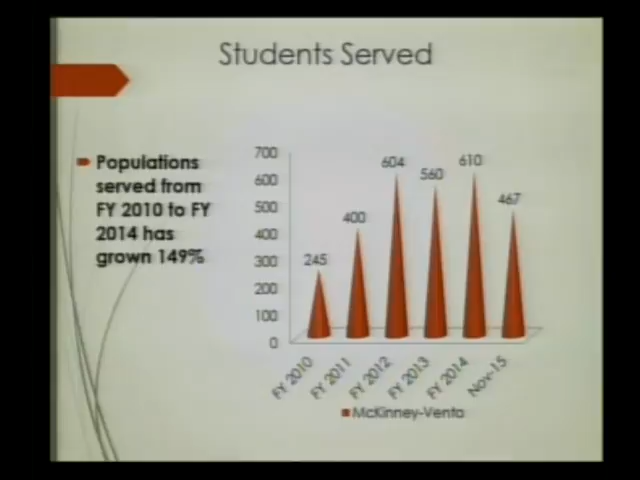 Students Served
Populations
served from
FY 2010 to FY
2014 has
grown 149%
700
600
500
400
300
200
100
0
245
400
604
560
610
467
FY 2010
FY 2011
FY 2012
FY 2013
FY 2014
Nov-15
McKinney-Vento